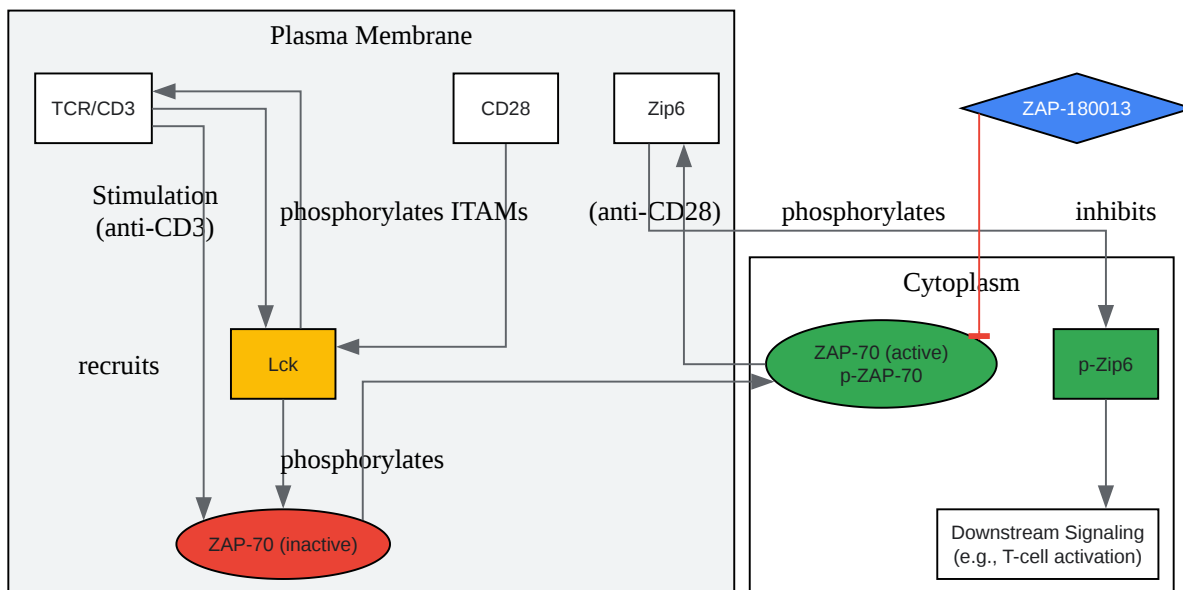 Plasma Membrane
TCR/CD3
CD28
Zip6
ZAP-180013
Stimulation
(anti-CD3)
phosphorylates ITAMs
(anti-CD28)
phosphorylates
inhibits
Cytoplasm
recruits
Lck
ZAP-70 (active)
p-ZAP-70
p-Zip6
phosphorylates
ZAP-70 (inactive)
Downstream Signaling
(e.g., T-cell activation)